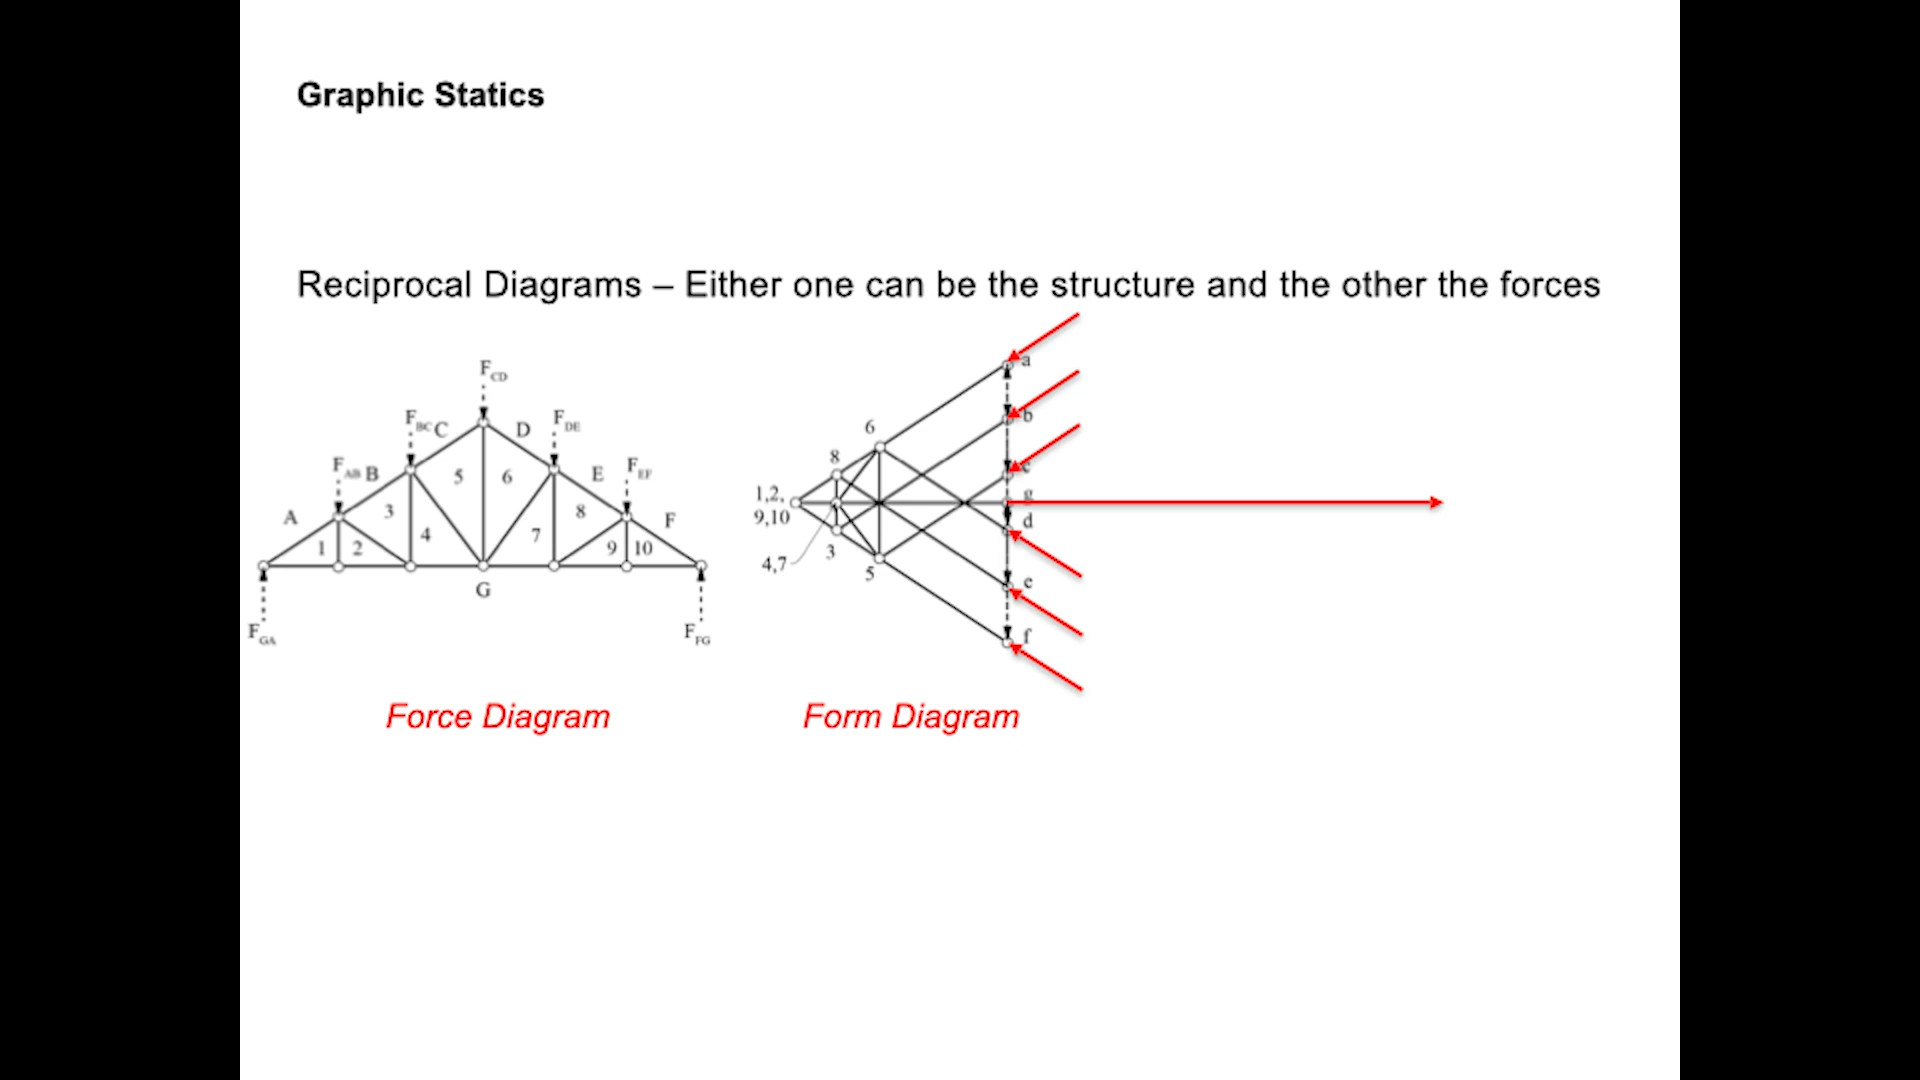 Graphic Statics
Reciprocal Diagrams – Either one can be the structure and the other the forces
F_CD
F_BC C D F_DE
F_AB B 5 6 E F_EF
A 3 4 7 8 F
1 2 9 10
G
F_GA F_FG
a
b
6
8 c
1,2, g
9,10 d
3
4,7 5 e
f
Force Diagram Form Diagram